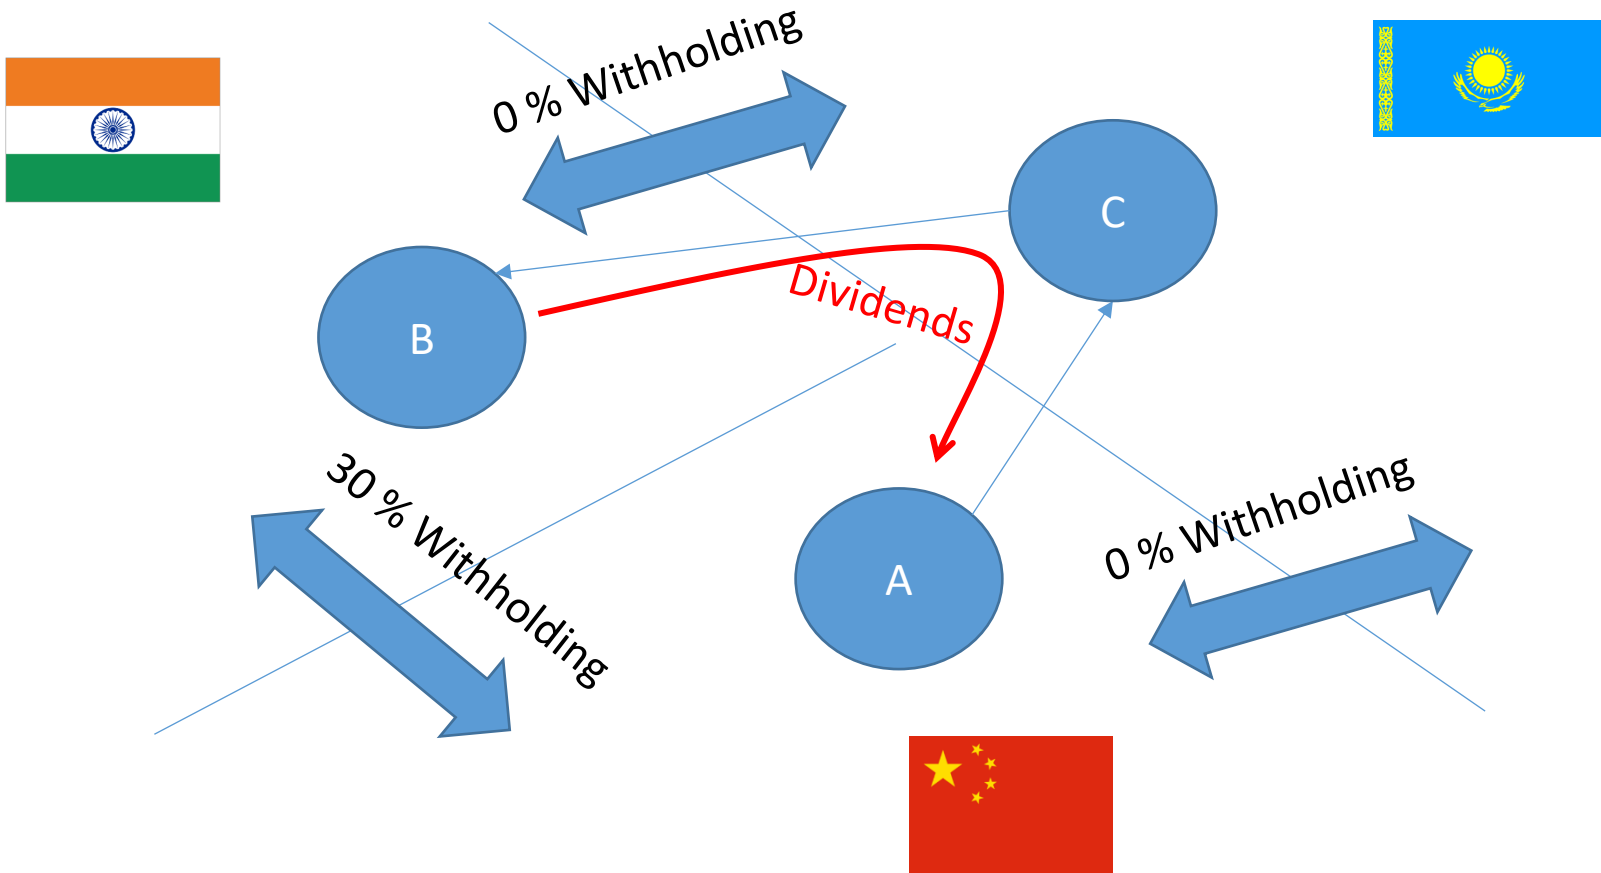 0 % Withholding
C
B
Dividends
30 % Withholding
0 % Withholding
A